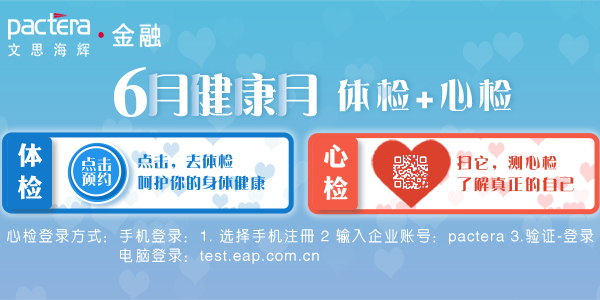 pactera
文思海辉
金融
6月健康月 体检+心检
体检
点击预约
点击,去体检
呵护你的身体健康
心检
扫它,测心检
了解真正的自己
心检登录方式:手机登录:1. 选择手机注册 2 输入企业账号:pactera 3.验证-登录
电脑登录:test.eap.com.cn